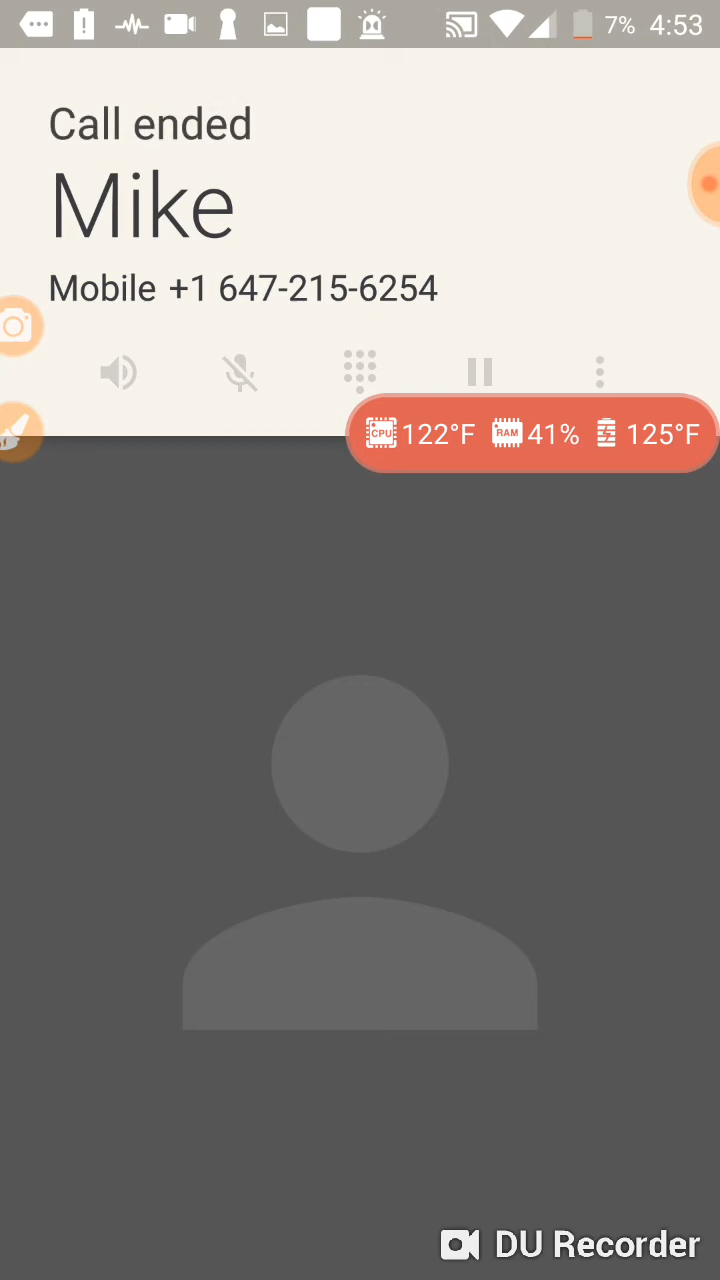 7% 4:53
Call ended
Mike
Mobile +1 647-215-6254
CPU 122°F RAM 41% 125°F
DU Recorder